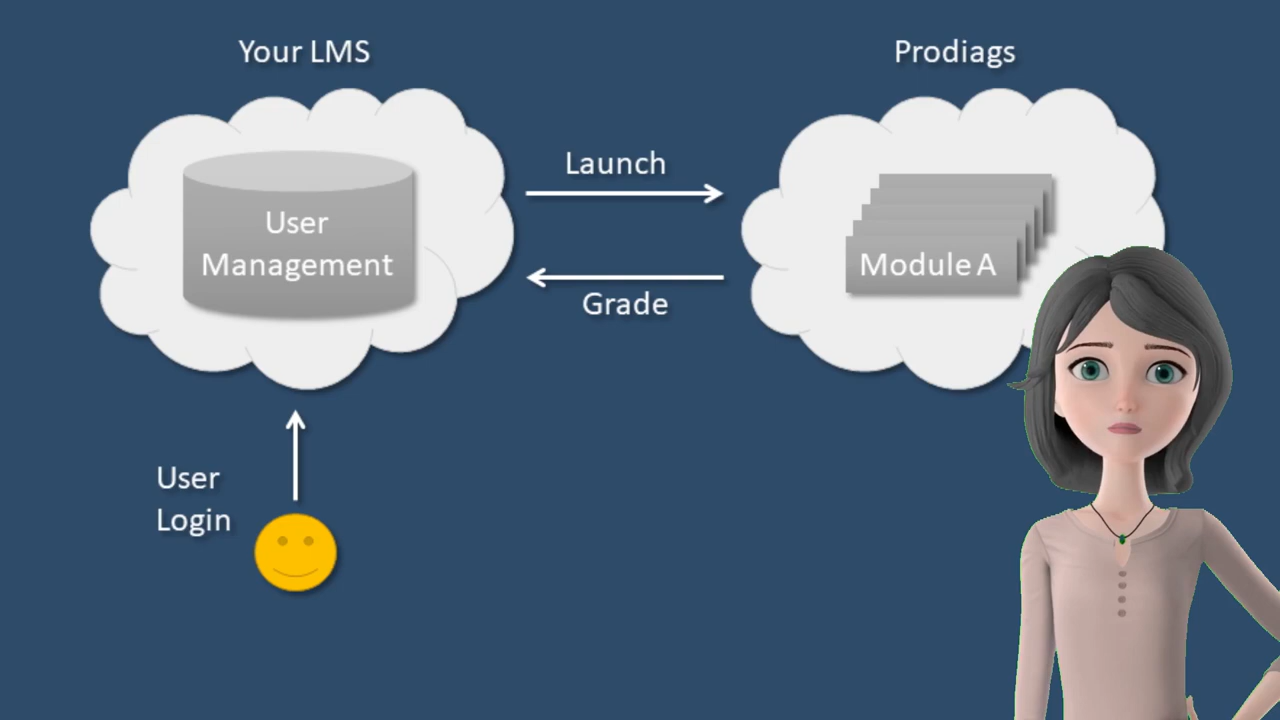 Your LMS
Prodiags
Launch
User
Management
Module A
Grade
User
Login